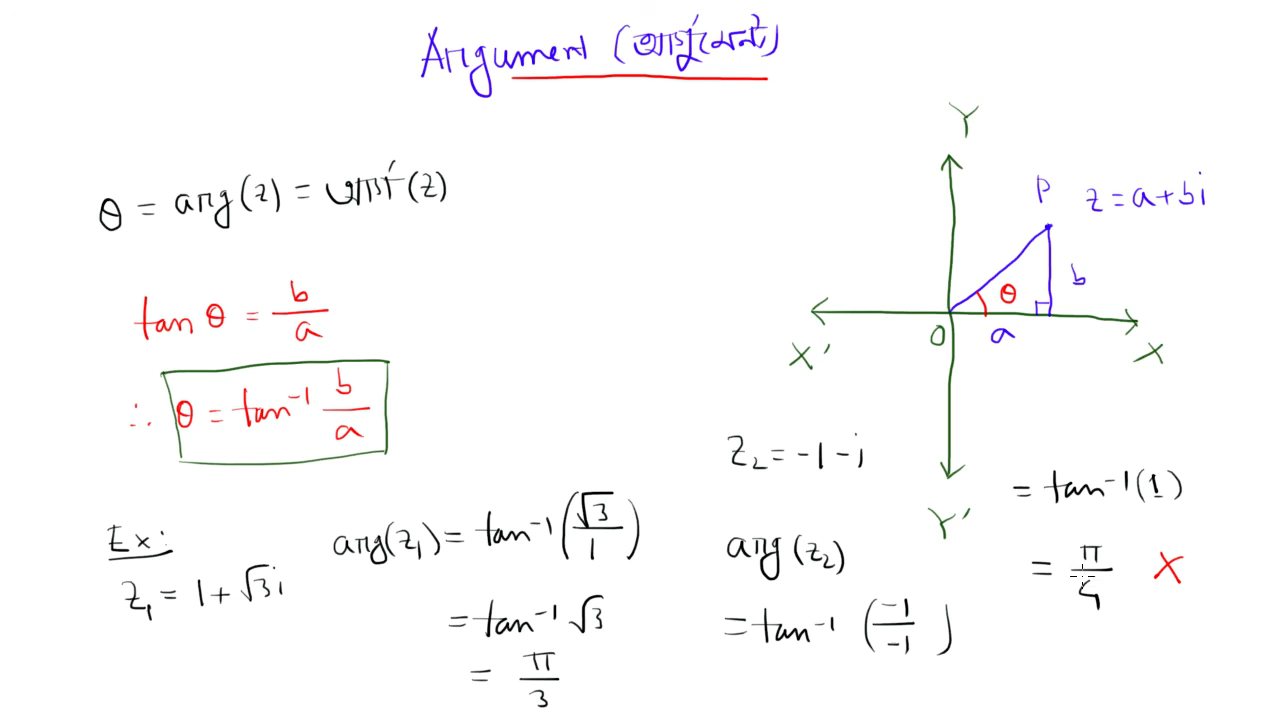 Argument (আর্গুমেন্ট)
θ = arg(z) = আর্গ(z)
tan θ = b/a
∴ θ = tan⁻¹ b/a
Y
P z = a + bi
b
θ
X' O a X
Y'
Ex:
z₁ = 1 + √3i
arg(z₁) = tan⁻¹(√3/1)
= tan⁻¹ √3
= π/3
Z₂ = -1 - i
arg(z₂)
= tan⁻¹ (-1/-1)
= tan⁻¹(1)
= π/4 X